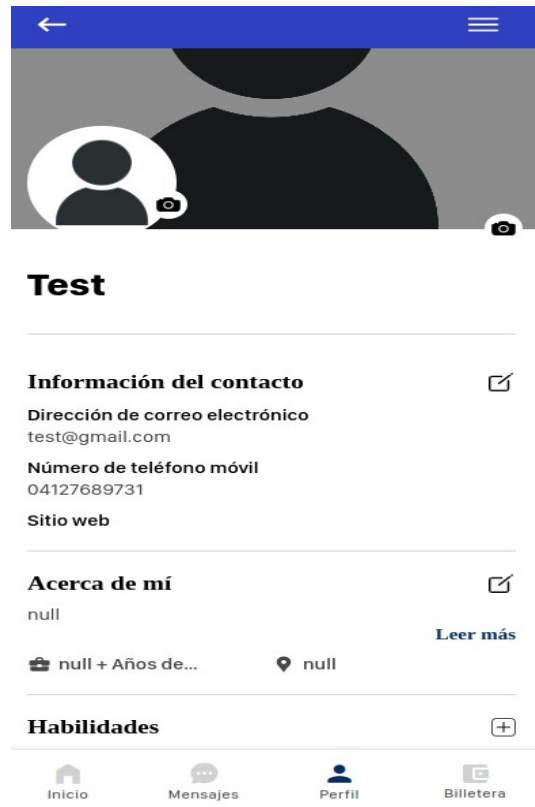 Test
Información del contacto
Dirección de correo electrónico
test@gmail.com
Número de teléfono móvil
04127689731
Sitio web
Acerca de mí
null
Leer más
null + Años de...
null
Habilidades
Inicio
Mensajes
Perfil
Billetera